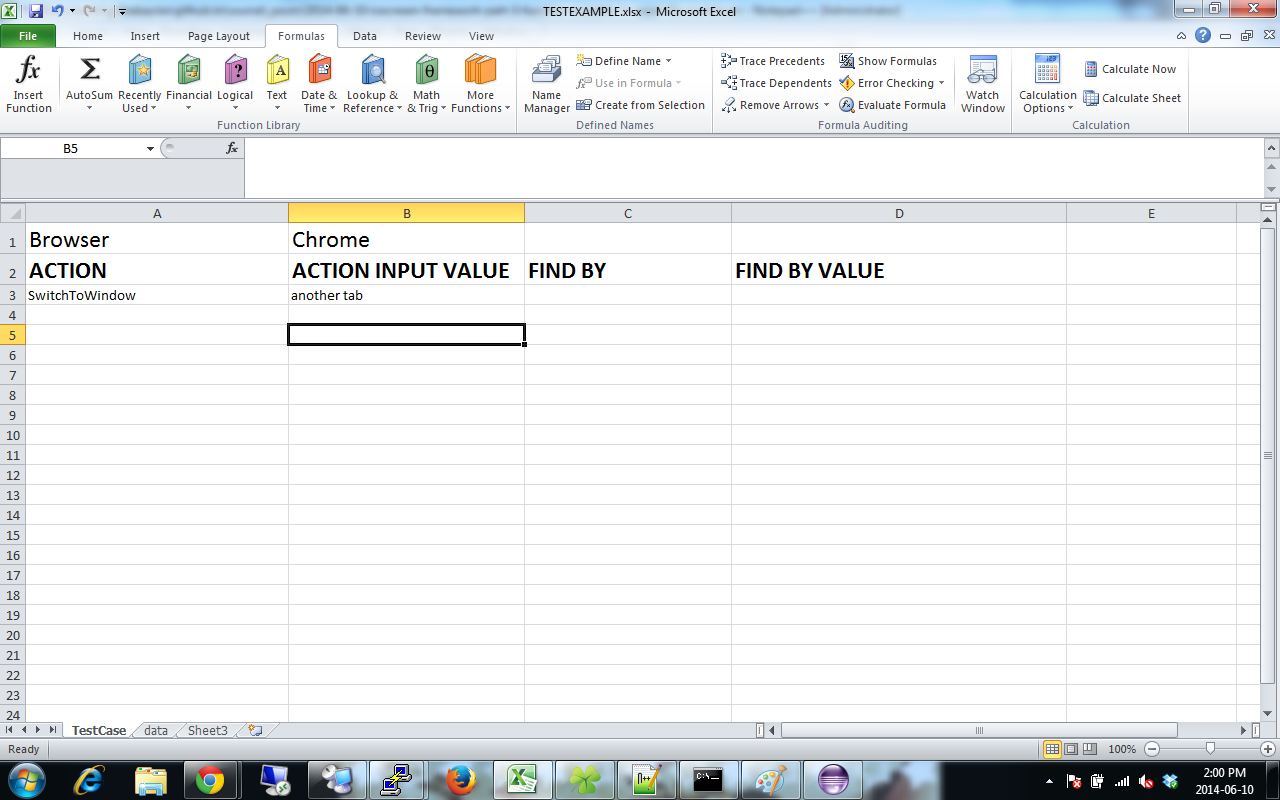 TESTEXAMPLE.xlsx - Microsoft Excel
File Home Insert Page Layout Formulas Data Review View
Insert Function
AutoSum
Recently Used
Financial
Logical
Text
Date & Time
Lookup & Reference
Math & Trig
More Functions
Function Library
Name Manager
Define Name
Use in Formula
Create from Selection
Defined Names
Trace Precedents
Trace Dependents
Remove Arrows
Show Formulas
Error Checking
Evaluate Formula
Formula Auditing
Watch Window
Calculation Options
Calculate Now
Calculate Sheet
Calculation
B5 fx
A B C D E
1 Browser Chrome
2 ACTION ACTION INPUT VALUE FIND BY FIND BY VALUE
3 SwitchToWindow another tab
4
5
6
7
8
9
10
11
12
13
14
15
16
17
18
19
20
21
22
23
24
TestCase data Sheet3
Ready 100%
2:00 PM
2014-06-10